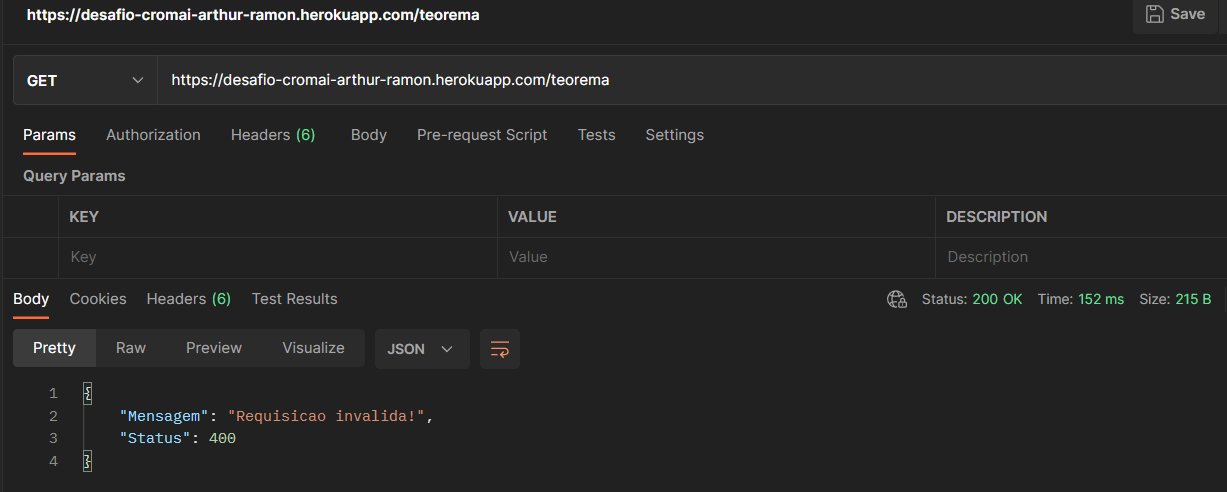 https://desafio-cromai-arthur-ramon.herokuapp.com/teorema Save
GET https://desafio-cromai-arthur-ramon.herokuapp.com/teorema
Params Authorization Headers (6) Body Pre-request Script Tests Settings
Query Params
KEY VALUE DESCRIPTION
Key Value Description
Body Cookies Headers (6) Test Results Status: 200 OK Time: 152 ms Size: 215 B
Pretty Raw Preview Visualize JSON
1 {
2 "Mensagem": "Requisicao invalida!",
3 "Status": 400
4 }